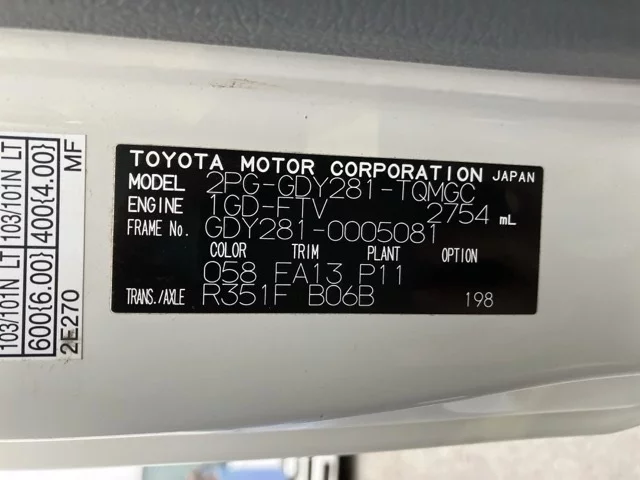 TOYOTA MOTOR CORPORATION JAPAN
MODEL 2PG-GDY281-TQMGC
ENGINE 1GD-FTV 2754 mL
FRAME No. GDY281-0005081
COLOR TRIM PLANT OPTION
058 FA13 P11
TRANS./AXLE R351F B06B 198
103/101N LT 103/101N LT
600(6.00) 400(4.00)
2E270 MF